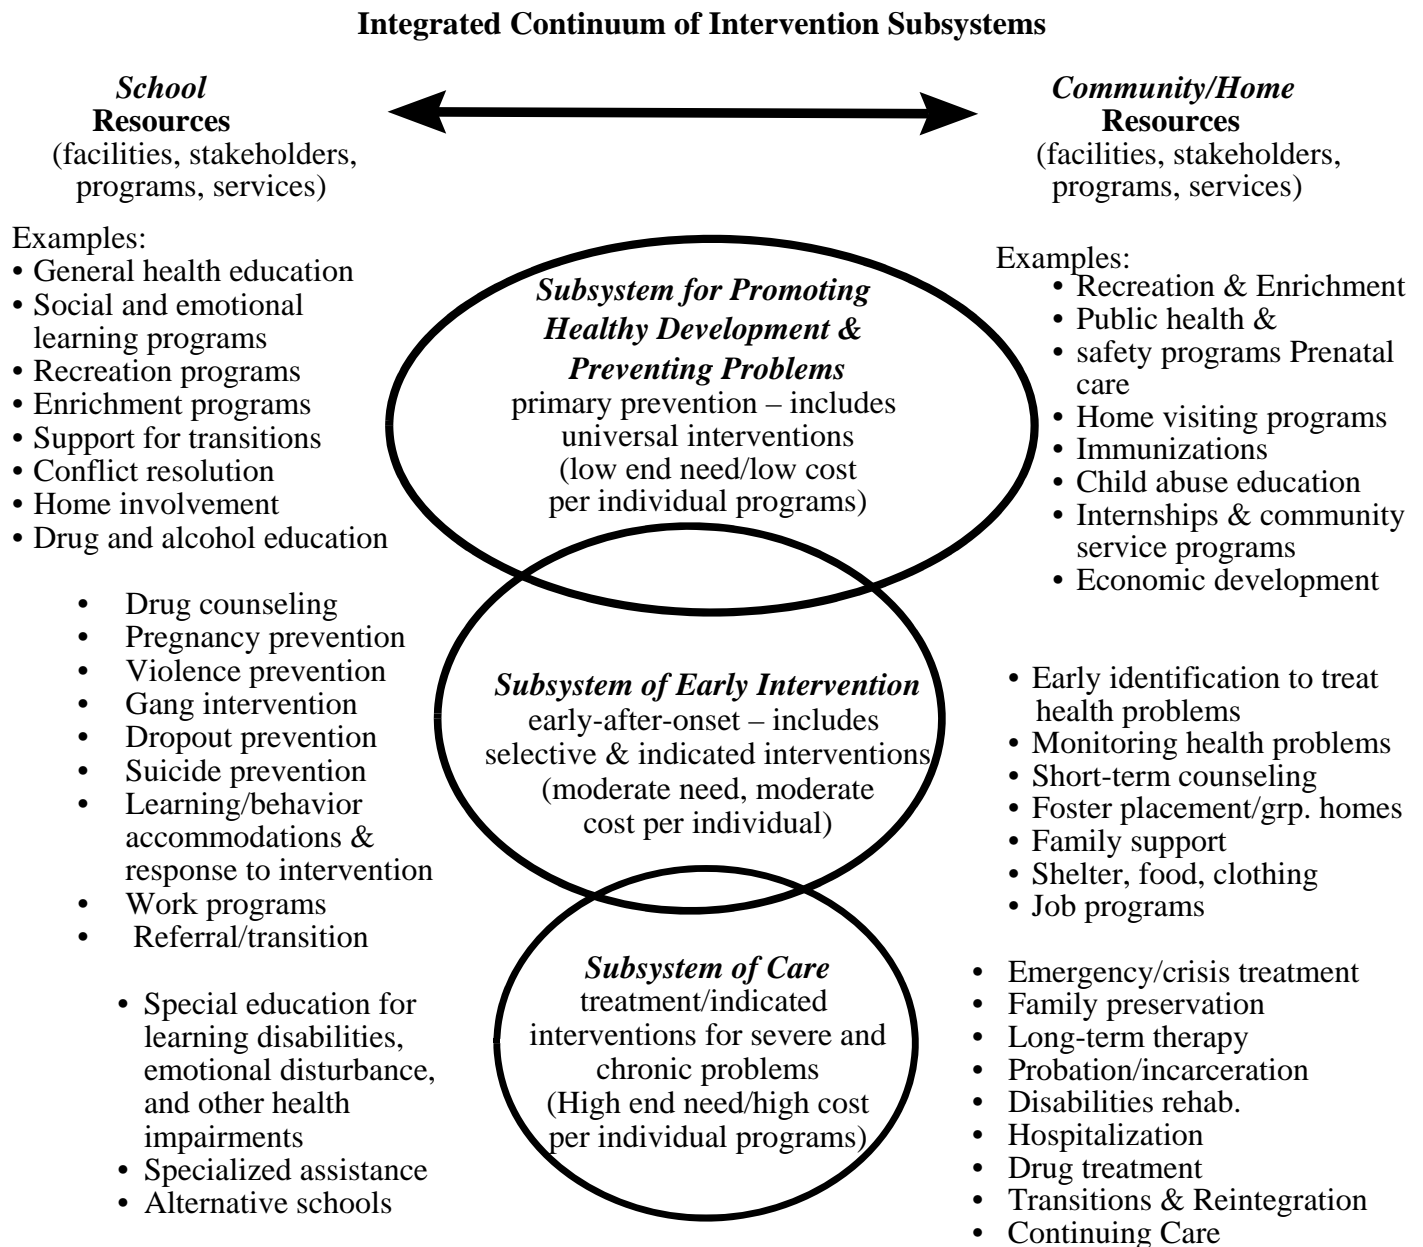 Integrated Continuum of Intervention Subsystems
School
Resources
(facilities, stakeholders,
programs, services)
Examples:
• General health education
• Social and emotional
learning programs
• Recreation programs
• Enrichment programs
• Support for transitions
• Conflict resolution
• Home involvement
• Drug and alcohol education
• Drug counseling
• Pregnancy prevention
• Violence prevention
• Gang intervention
• Dropout prevention
• Suicide prevention
• Learning/behavior
accommodations &
response to intervention
• Work programs
• Referral/transition
• Special education for
learning disabilities,
emotional disturbance,
and other health
impairments
• Specialized assistance
• Alternative schools
Subsystem for Promoting
Healthy Development &
Preventing Problems
primary prevention – includes
universal interventions
(low end need/low cost
per individual programs)
Subsystem of Early Intervention
early-after-onset – includes
selective & indicated interventions
(moderate need, moderate
cost per individual)
Subsystem of Care
treatment/indicated
interventions for severe and
chronic problems
(High end need/high cost
per individual programs)
Community/Home
Resources
(facilities, stakeholders,
programs, services)
Examples:
• Recreation & Enrichment
• Public health &
• safety programs Prenatal
care
• Home visiting programs
• Immunizations
• Child abuse education
• Internships & community
service programs
• Economic development
• Early identification to treat
health problems
• Monitoring health problems
• Short-term counseling
• Foster placement/grp. homes
• Family support
• Shelter, food, clothing
• Job programs
• Emergency/crisis treatment
• Family preservation
• Long-term therapy
• Probation/incarceration
• Disabilities rehab.
• Hospitalization
• Drug treatment
• Transitions & Reintegration
• Continuing Care